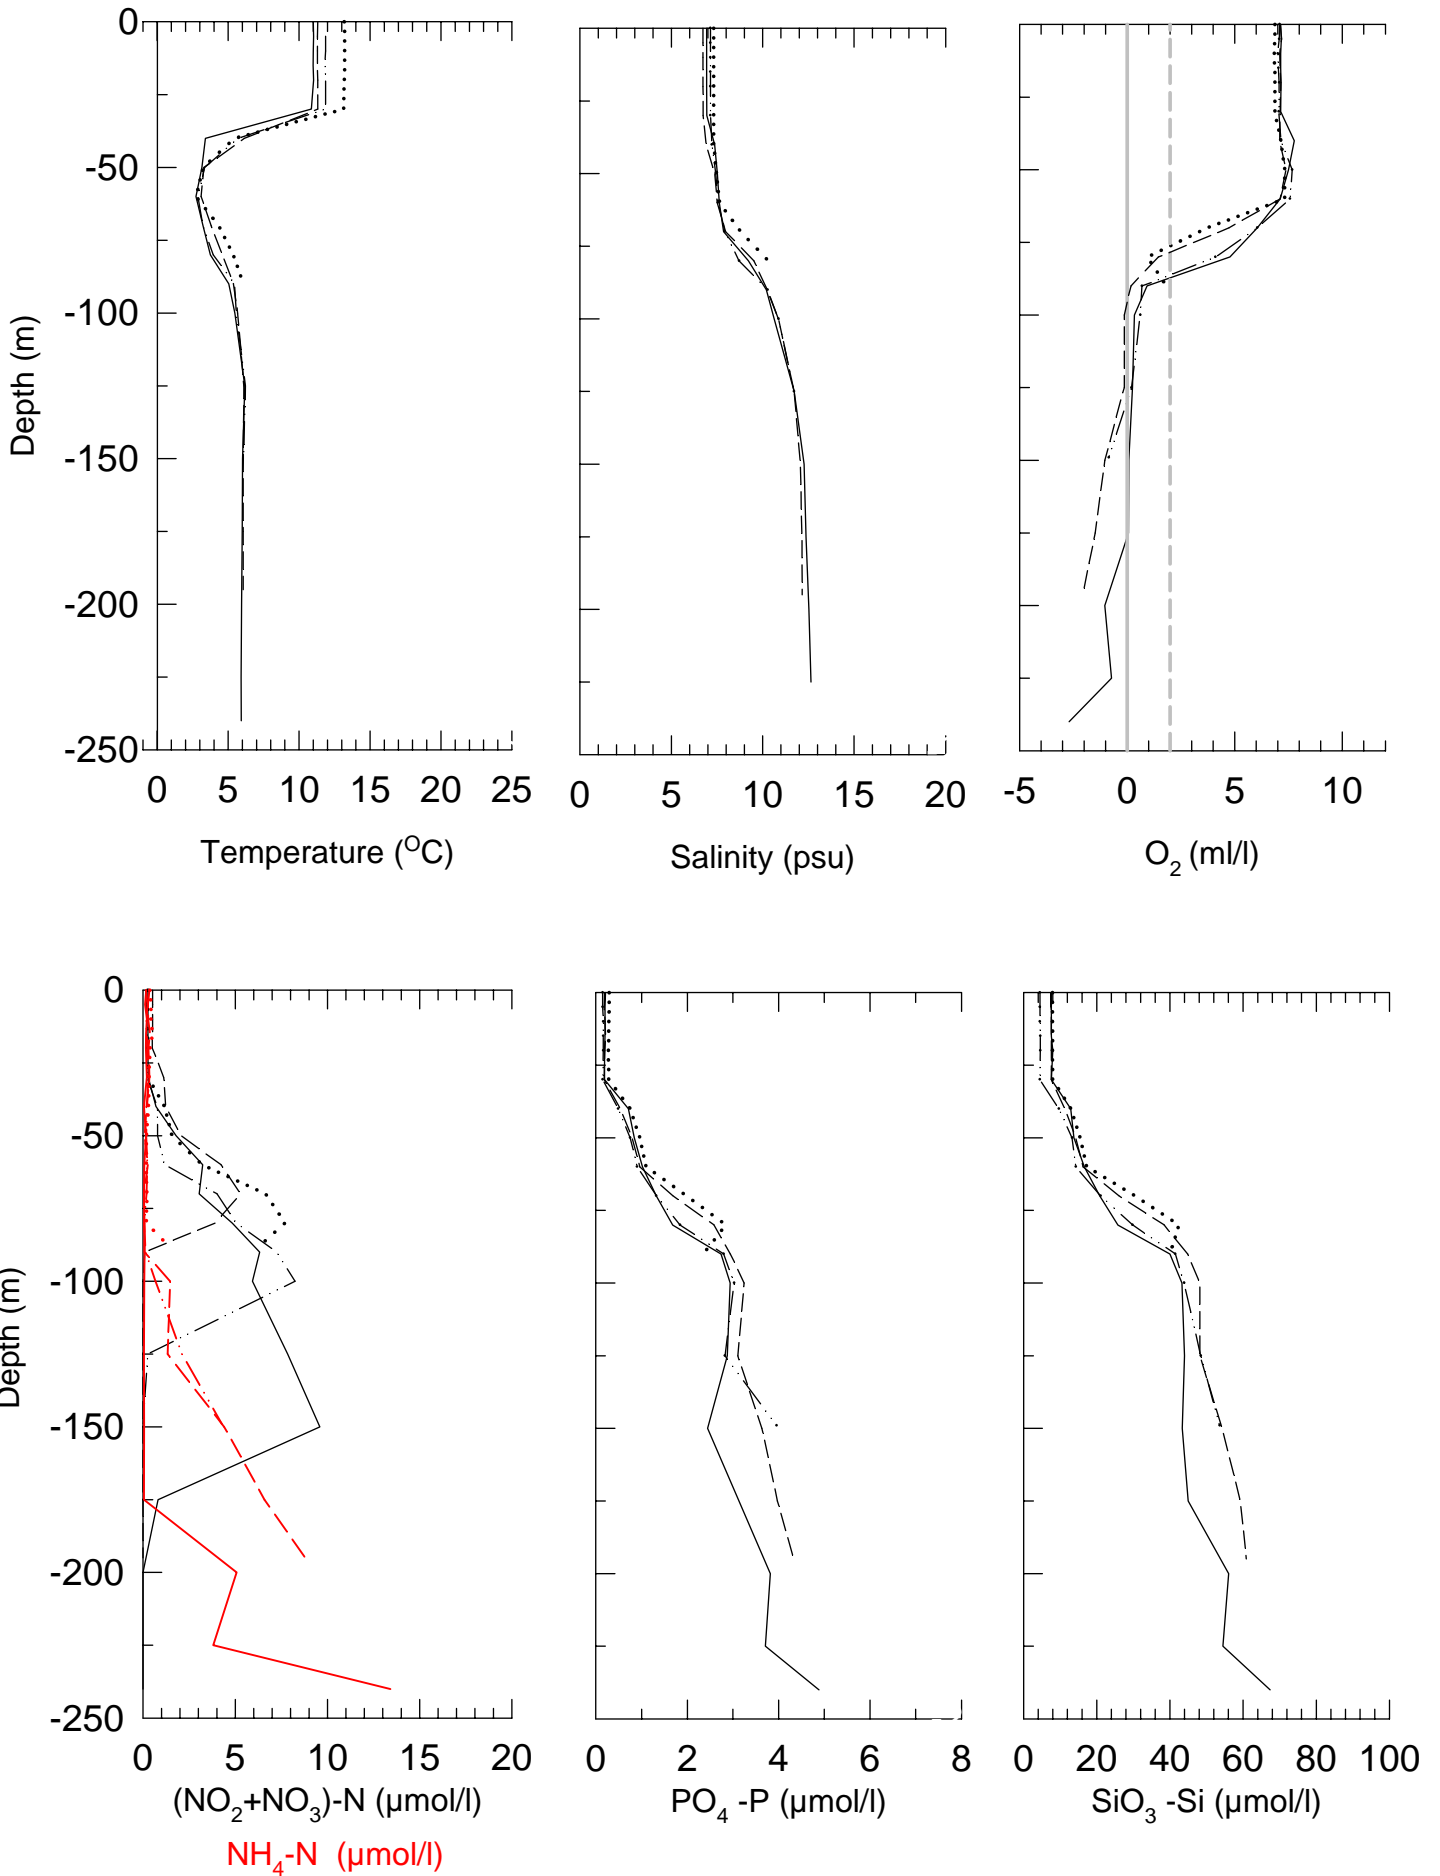 0
-50
-100
-150
-200
-250
Depth (m)
0 5 10 15 20 25
Temperature (°C)
0 5 10 15 20
Salinity (psu)
-5 0 5 10
O2 (ml/l)
0
-50
-100
-150
-200
-250
Depth (m)
0 5 10 15 20
(NO2+NO3)-N (µmol/l)
NH4-N (µmol/l)
0 2 4 6 8
PO4 -P (µmol/l)
0 20 40 60 80 100
SiO3 -Si (µmol/l)